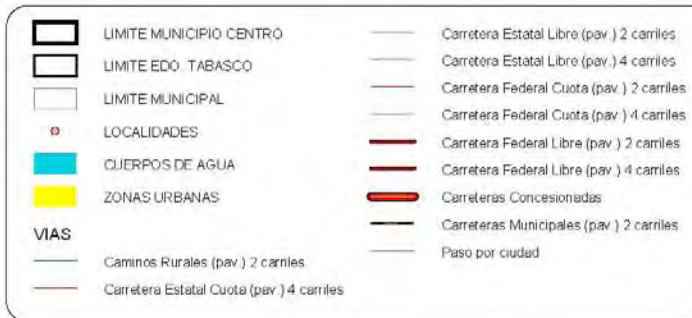 LIMITE MUNICIPIO CENTRO
LIMITE EDO. TABASCO
LIMITE MUNICIPAL
LOCALIDADES
CUERPOS DE AGUA
ZONAS URBANAS
VIAS
Caminos Rurales (pav.) 2 carriles
Carretera Estatal Cuota (pav.) 4 carriles
Carretera Estatal Libre (pav.) 2 carriles
Carretera Estatal Libre (pav.) 4 carriles
Carretera Federal Cuota (pav.) 2 carriles
Carretera Federal Cuota (pav.) 4 carriles
Carretera Federal Libre (pav.) 2 carriles
Carretera Federal Libre (pav.) 4 carriles
Carreteras Concesionadas
Carreteras Municipales (pav.) 2 carriles
Paso por ciudad